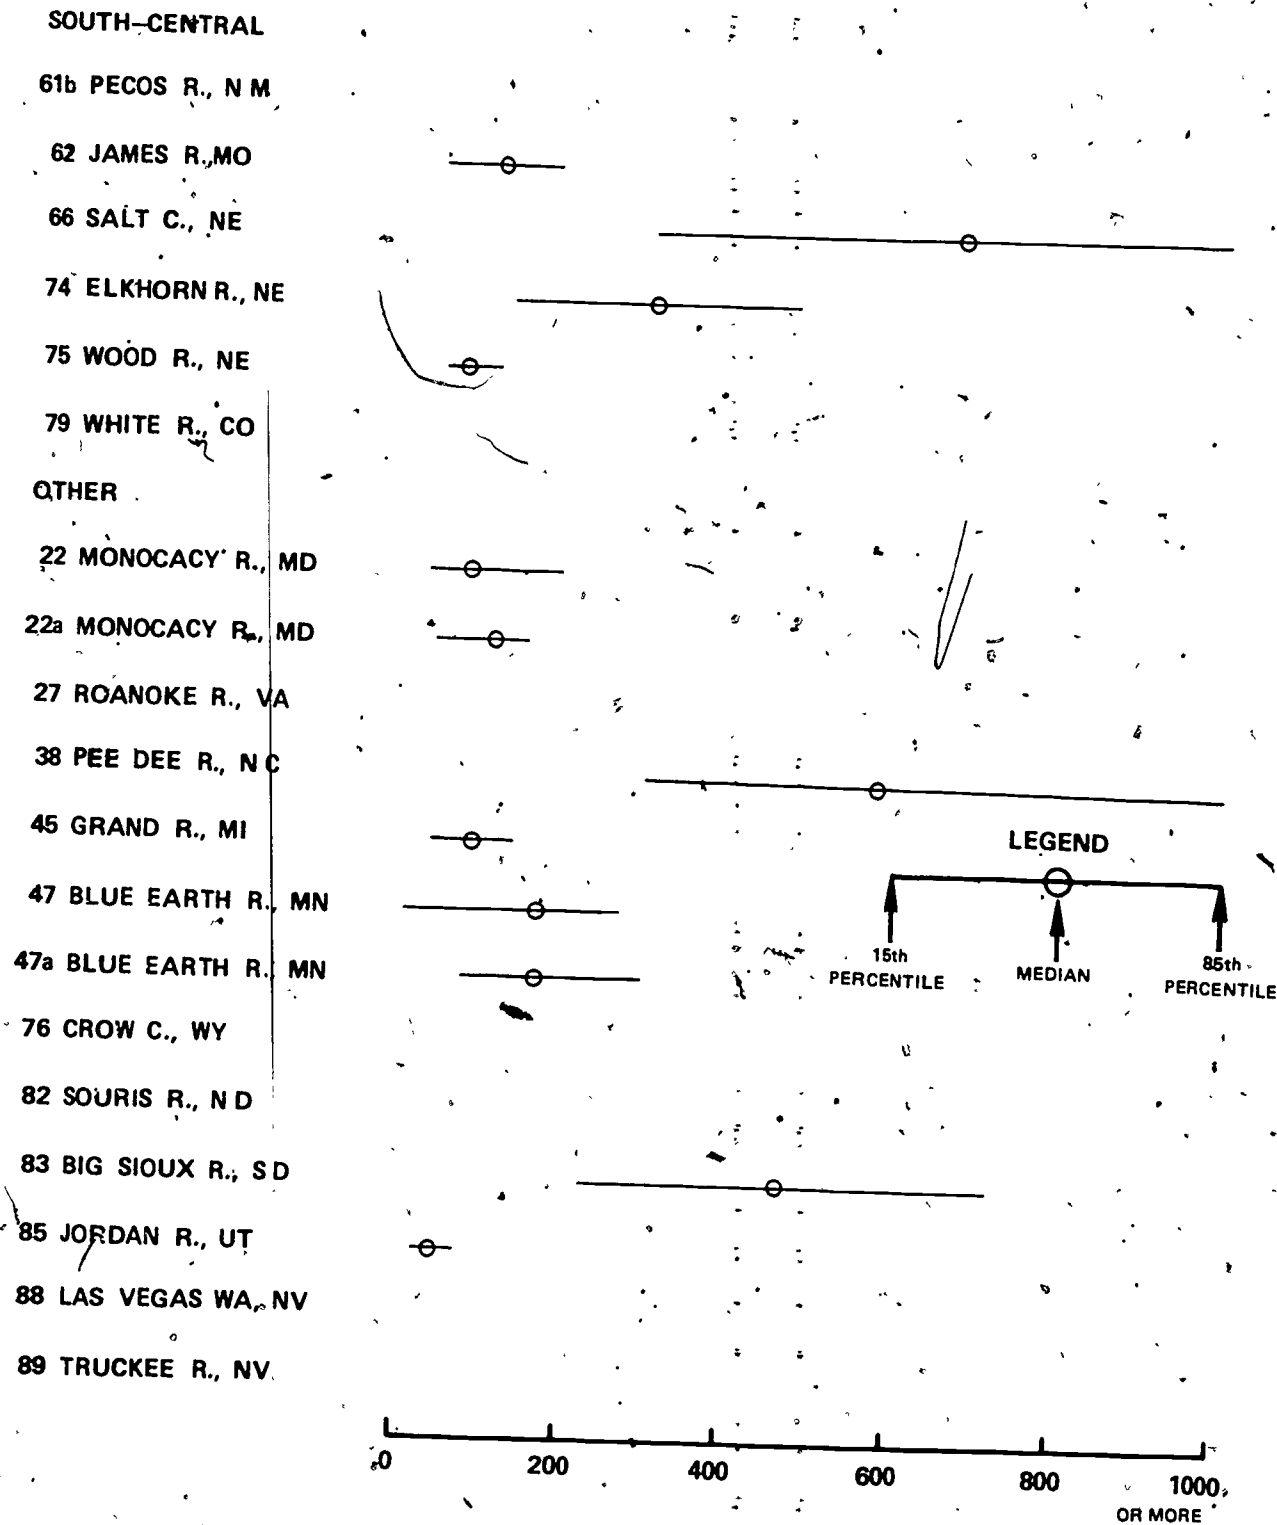 SOUTH-CENTRAL
61b PECOS R., N M
62 JAMES R., MO
66 SALT C., NE
74 ELKHORN R., NE
75 WOOD R., NE
79 WHITE R., CO
OTHER
22 MONOCACY R., MD
22a MONOCACY R., MD
27 ROANOKE R., VA
38 PEE DEE R., N C
45 GRAND R., MI
LEGEND
47 BLUE EARTH R., MN
47a BLUE EARTH R., MN
15th PERCENTILE
MEDIAN
85th PERCENTILE
76 CROW C., WY
82 SOURIS R., N D
83 BIG SIOUX R., S D
85 JORDAN R., UT
88 LAS VEGAS WA, NV
89 TRUCKEE R., NV
0 200 400 600 800 1000
OR MORE